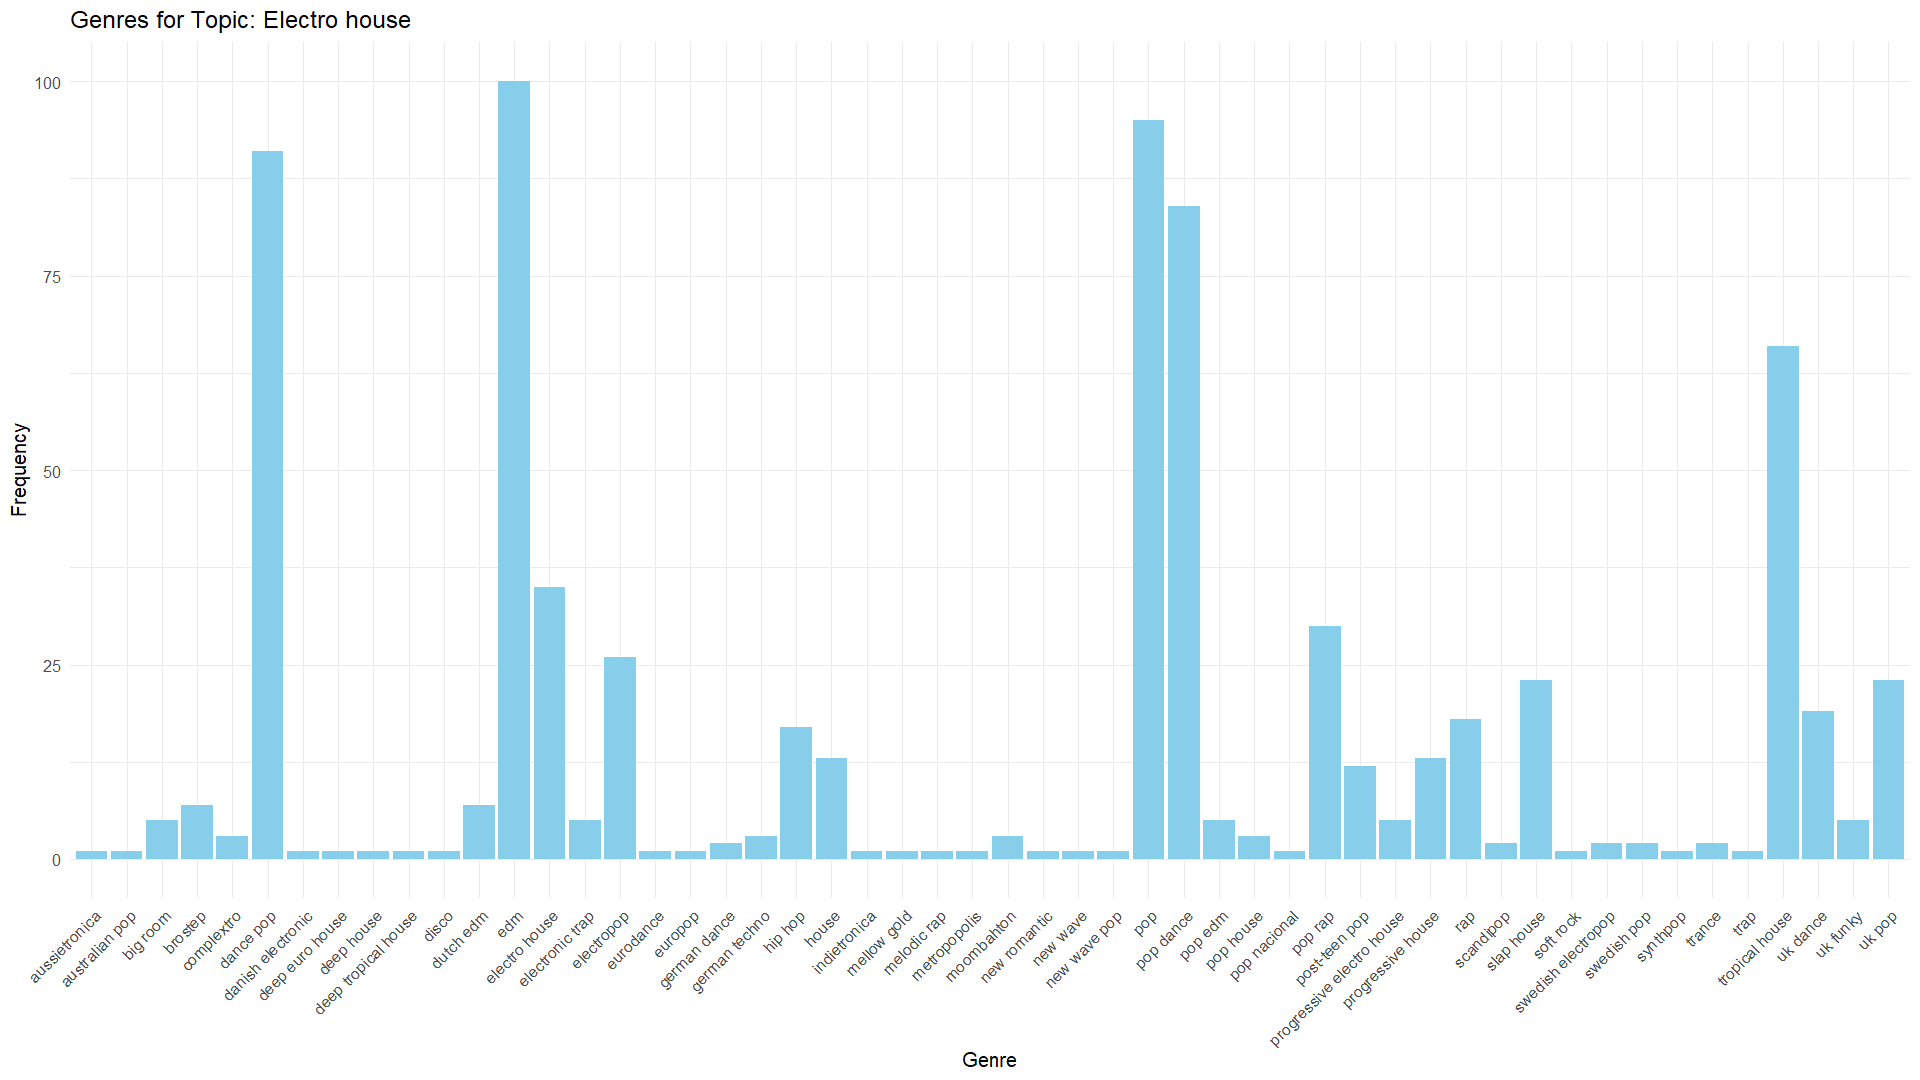 Genres for Topic: Electro house
Frequency
100
75
50
25
0
aussietronica
australian pop
big room
brostep
complextro
dance pop
danish electronic
deep euro house
deep house
deep tropical house
disco
dutch edm
edm
electro house
electronic trap
electropop
eurodance
europop
german dance
german techno
hip hop
house
indietronica
mellow gold
melodic rap
metropopolis
moombahton
new romantic
new wave
new wave pop
pop
pop dance
pop edm
pop house
pop nacional
pop rap
post-teen pop
progressive electro house
progressive house
rap
scandipop
slap house
soft rock
swedish electropop
swedish pop
synthpop
trance
trap
tropical house
uk dance
uk funky
uk pop
Genre